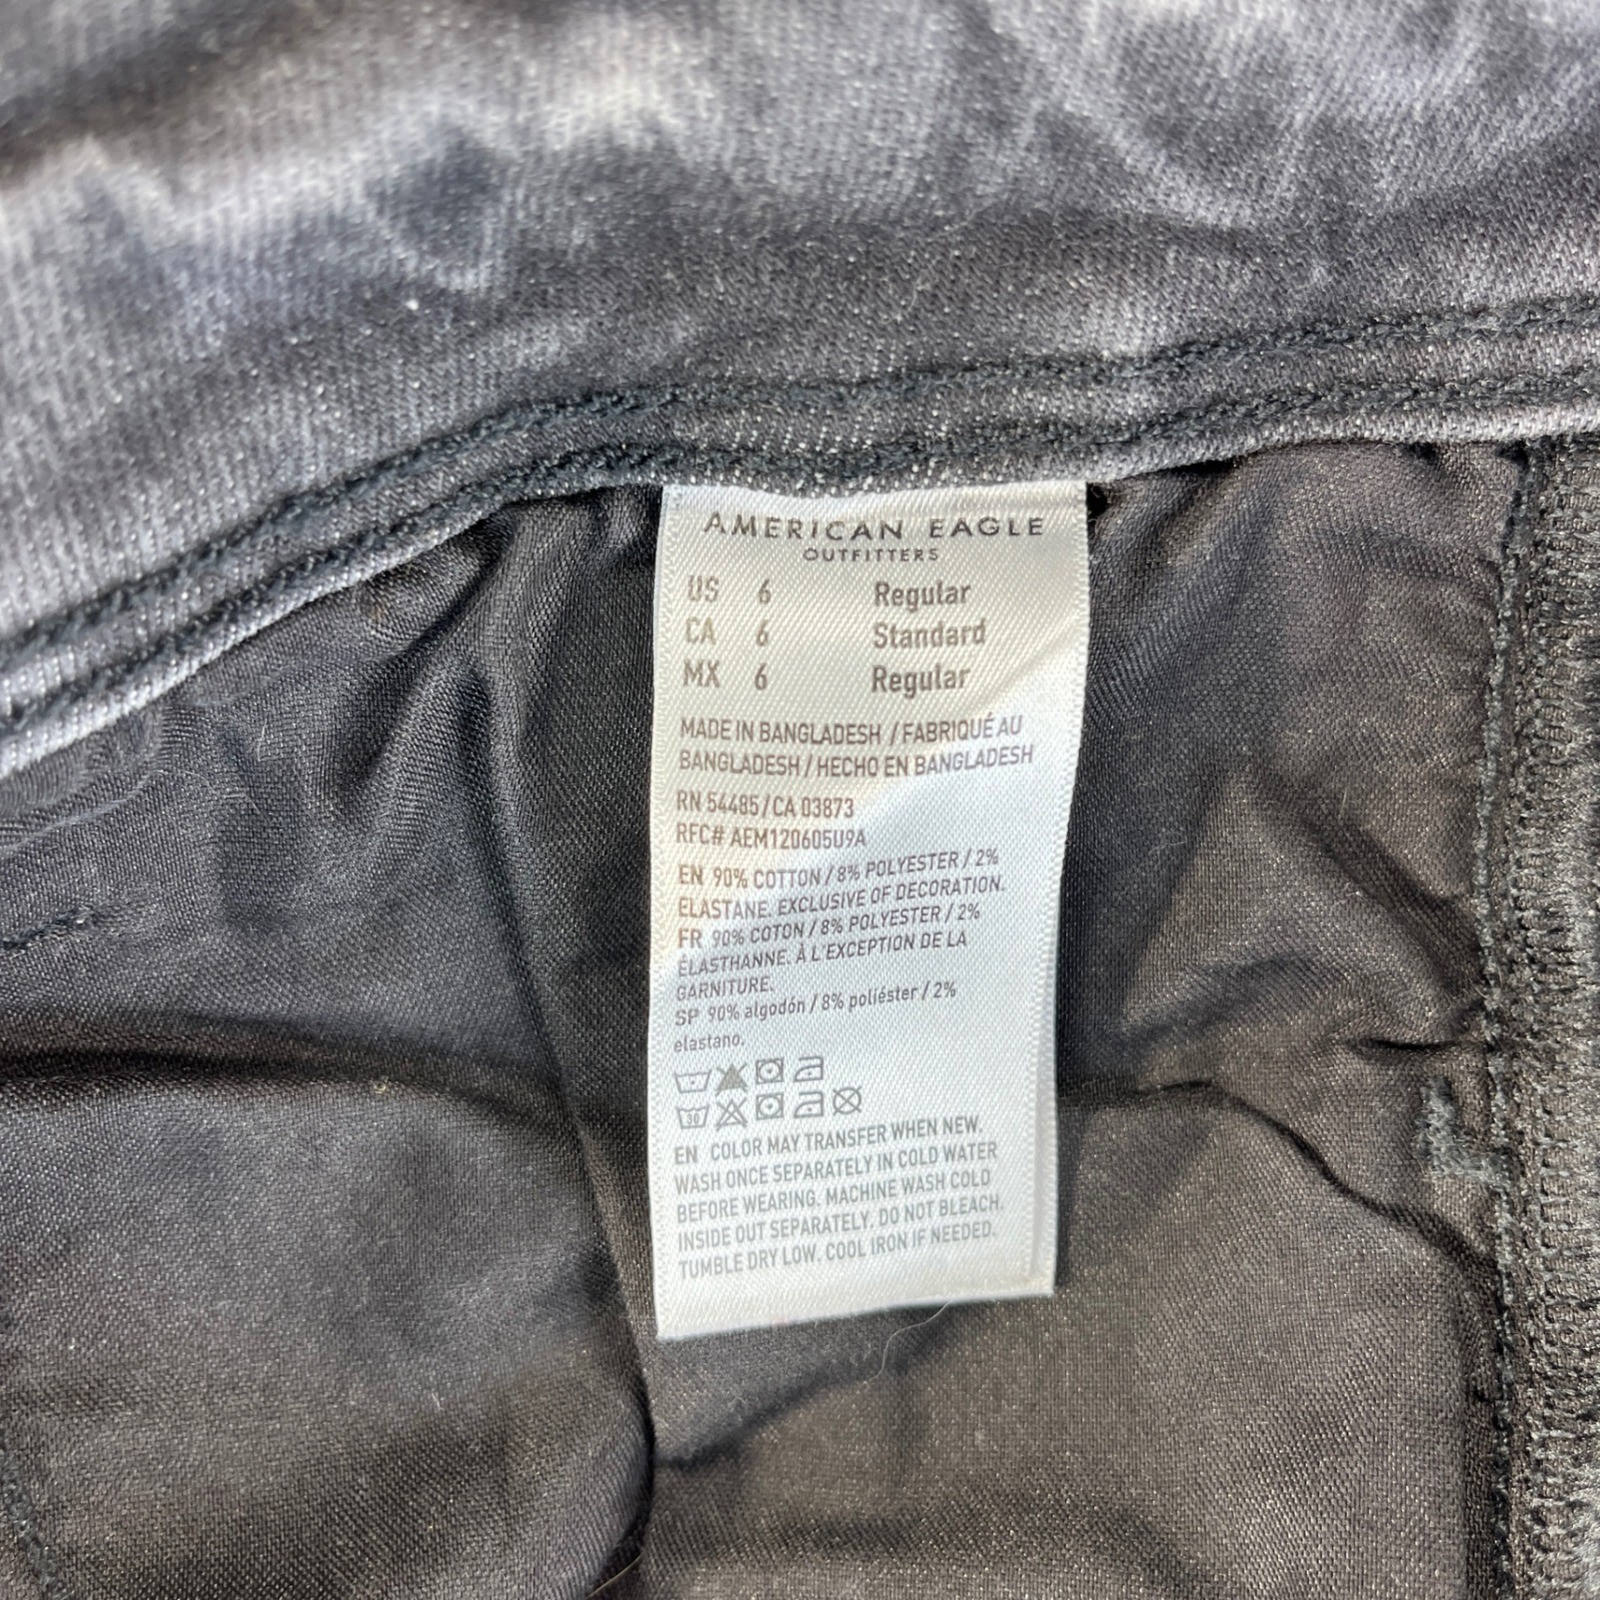 AMERICAN EAGLE
OUTFITTERS
US 6 Regular
CA 6 Standard
MX 6 Regular
MADE IN BANGLADESH / FABRIQUÉ AU
BANGLADESH / HECHO EN BANGLADESH
RN 54485/CA 03873
RFC# AEM120605U9A
EN 90% COTTON / 8% POLYESTER / 2%
ELASTANE. EXCLUSIVE OF DECORATION.
FR 90% COTON / 8% POLYESTER / 2%
ÉLASTHANNE. À L'EXCEPTION DE LA
GARNITURE.
SP 90% algodón / 8% poliéster / 2%
elastano.
30
EN COLOR MAY TRANSFER WHEN NEW.
WASH ONCE SEPARATELY IN COLD WATER
BEFORE WEARING. MACHINE WASH COLD
INSIDE OUT SEPARATELY. DO NOT BLEACH.
TUMBLE DRY LOW. COOL IRON IF NEEDED.